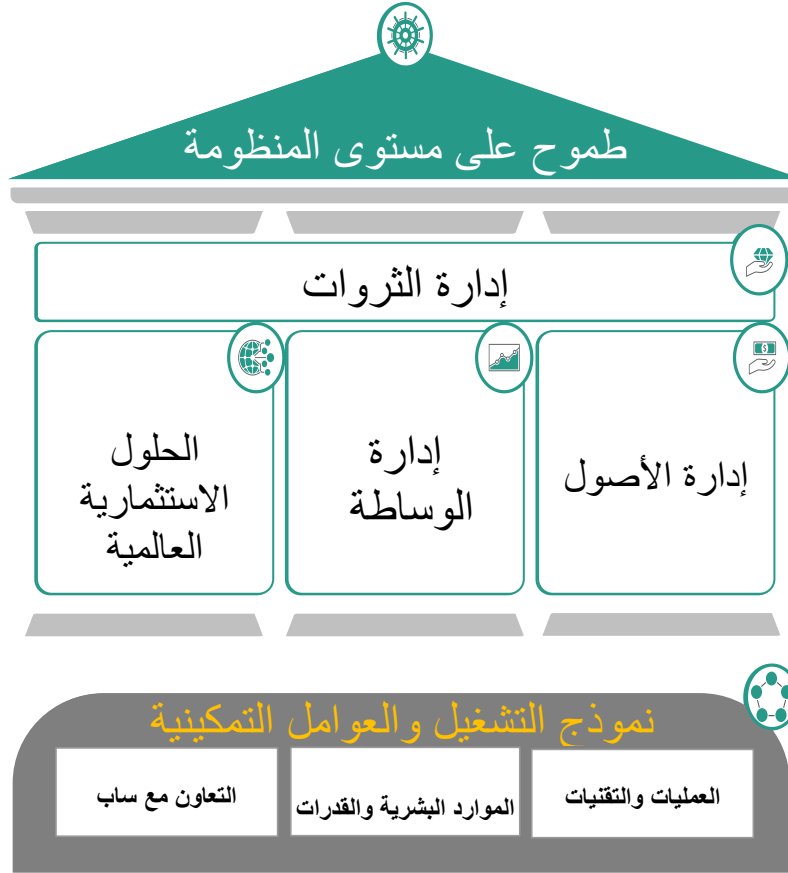 طموح على مستوى المنظومة
إدارة الثروات
إدارة الأصول
إدارة
الوساطة
الحلول
الاستثمارية
العالمية
نموذج التشغيل والعوامل التمكينية
العمليات والتقنيات
الموارد البشرية والقدرات
التعاون مع ساب